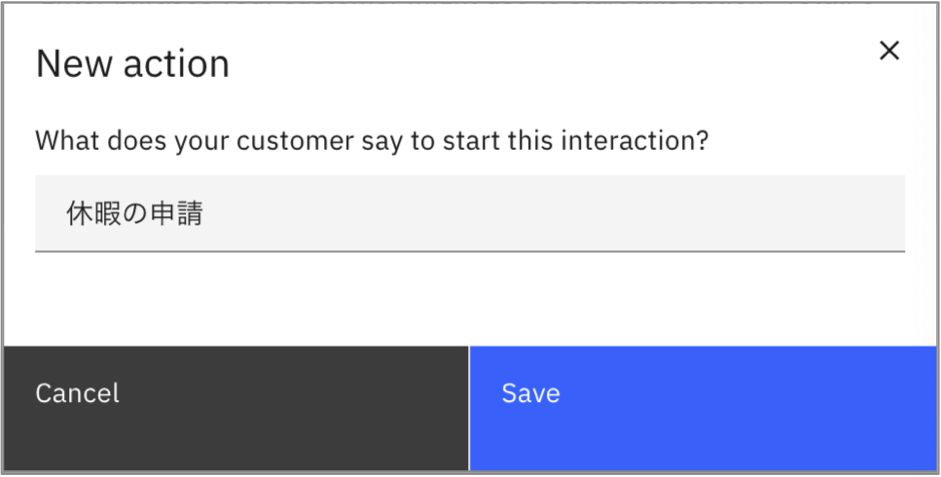 New action
What does your customer say to start this interaction?
休暇の申請
Cancel
Save